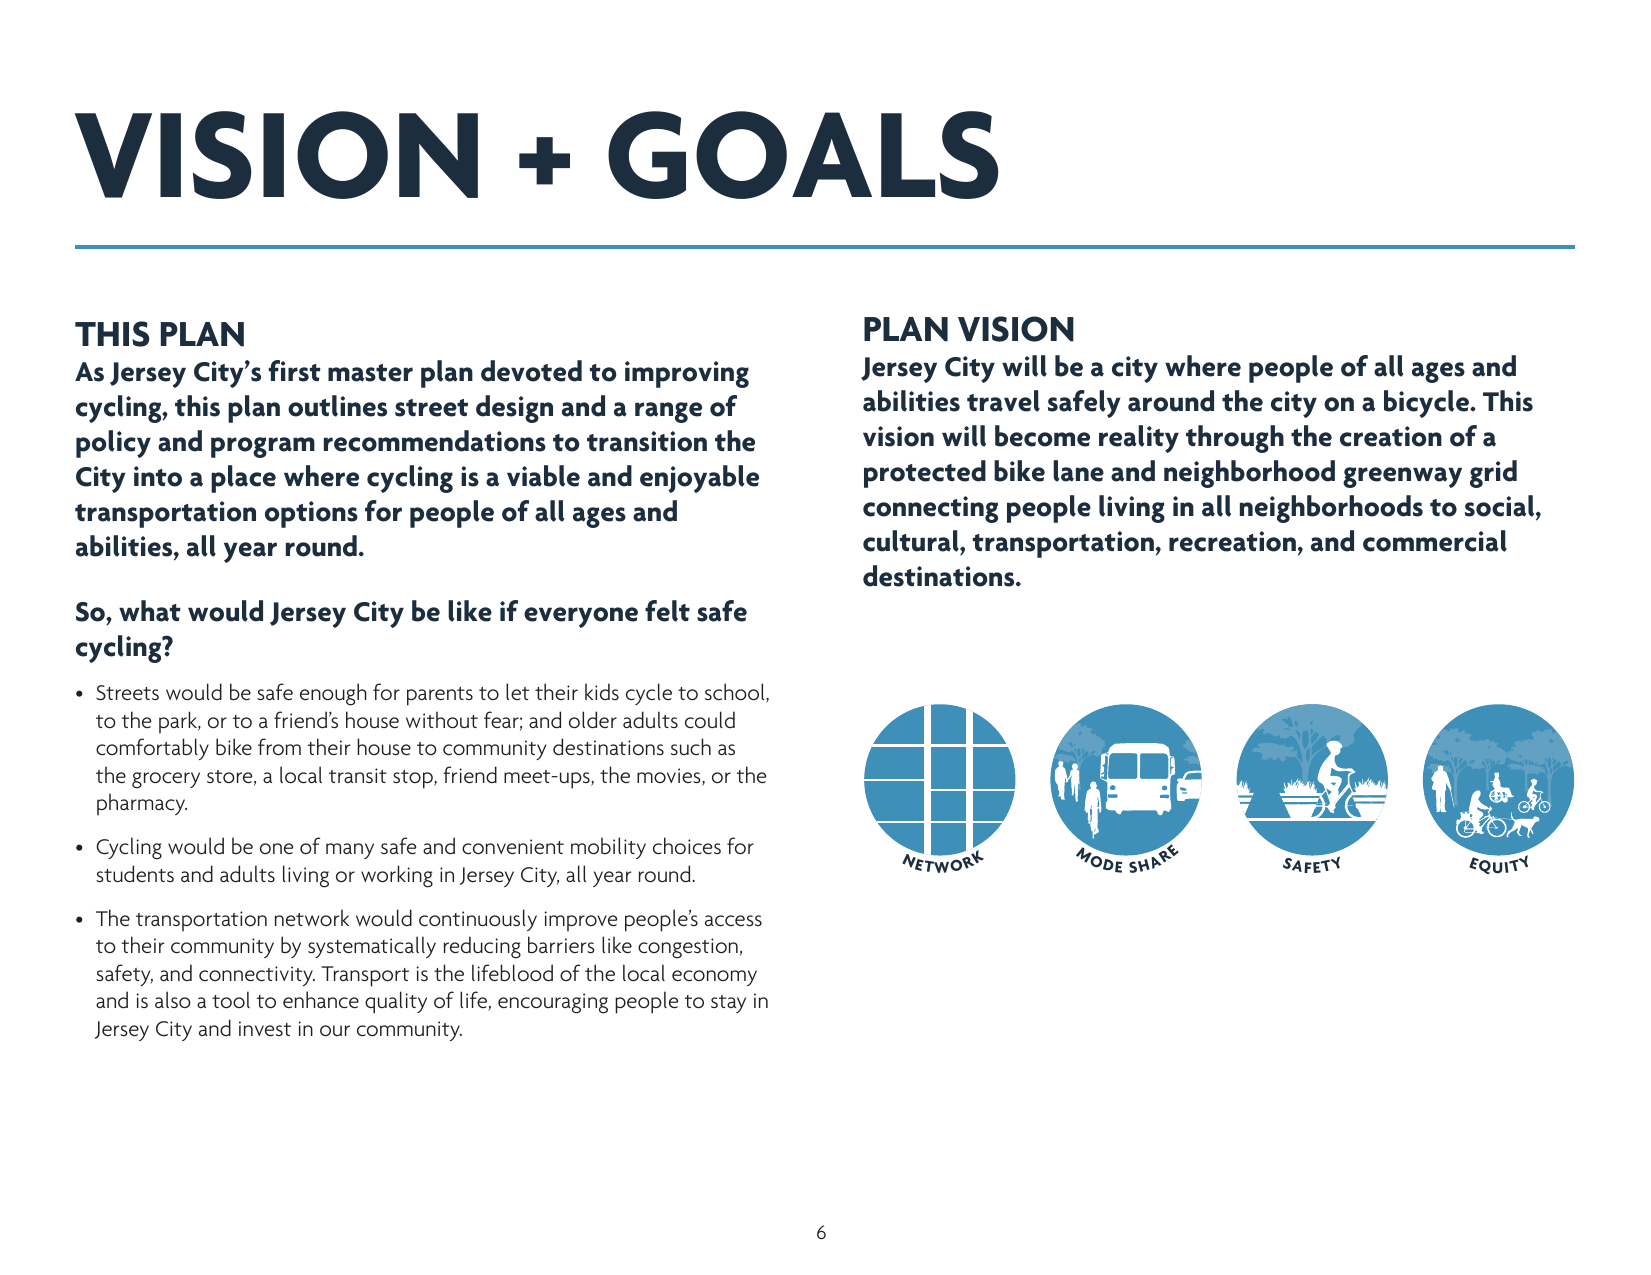 VISION + GOALS
THIS PLAN
As Jersey City’s first master plan devoted to improving
cycling, this plan outlines street design and a range of
policy and program recommendations to transition the
City into a place where cycling is a viable and enjoyable
transportation options for people of all ages and
abilities, all year round.
So, what would Jersey City be like if everyone felt safe
cycling?
• Streets would be safe enough for parents to let their kids cycle to school,
to the park, or to a friend’s house without fear; and older adults could
comfortably bike from their house to community destinations such as
the grocery store, a local transit stop, friend meet-ups, the movies, or the
pharmacy.
• Cycling would be one of many safe and convenient mobility choices for
students and adults living or working in Jersey City, all year round.
• The transportation network would continuously improve people’s access
to their community by systematically reducing barriers like congestion,
safety, and connectivity. Transport is the lifeblood of the local economy
and is also a tool to enhance quality of life, encouraging people to stay in
Jersey City and invest in our community.
PLAN VISION
Jersey City will be a city where people of all ages and
abilities travel safely around the city on a bicycle. This
vision will become reality through the creation of a
protected bike lane and neighborhood greenway grid
connecting people living in all neighborhoods to social,
cultural, transportation, recreation, and commercial
destinations.
NETWORK
MODE SHARE
SAFETY
EQUITY
6